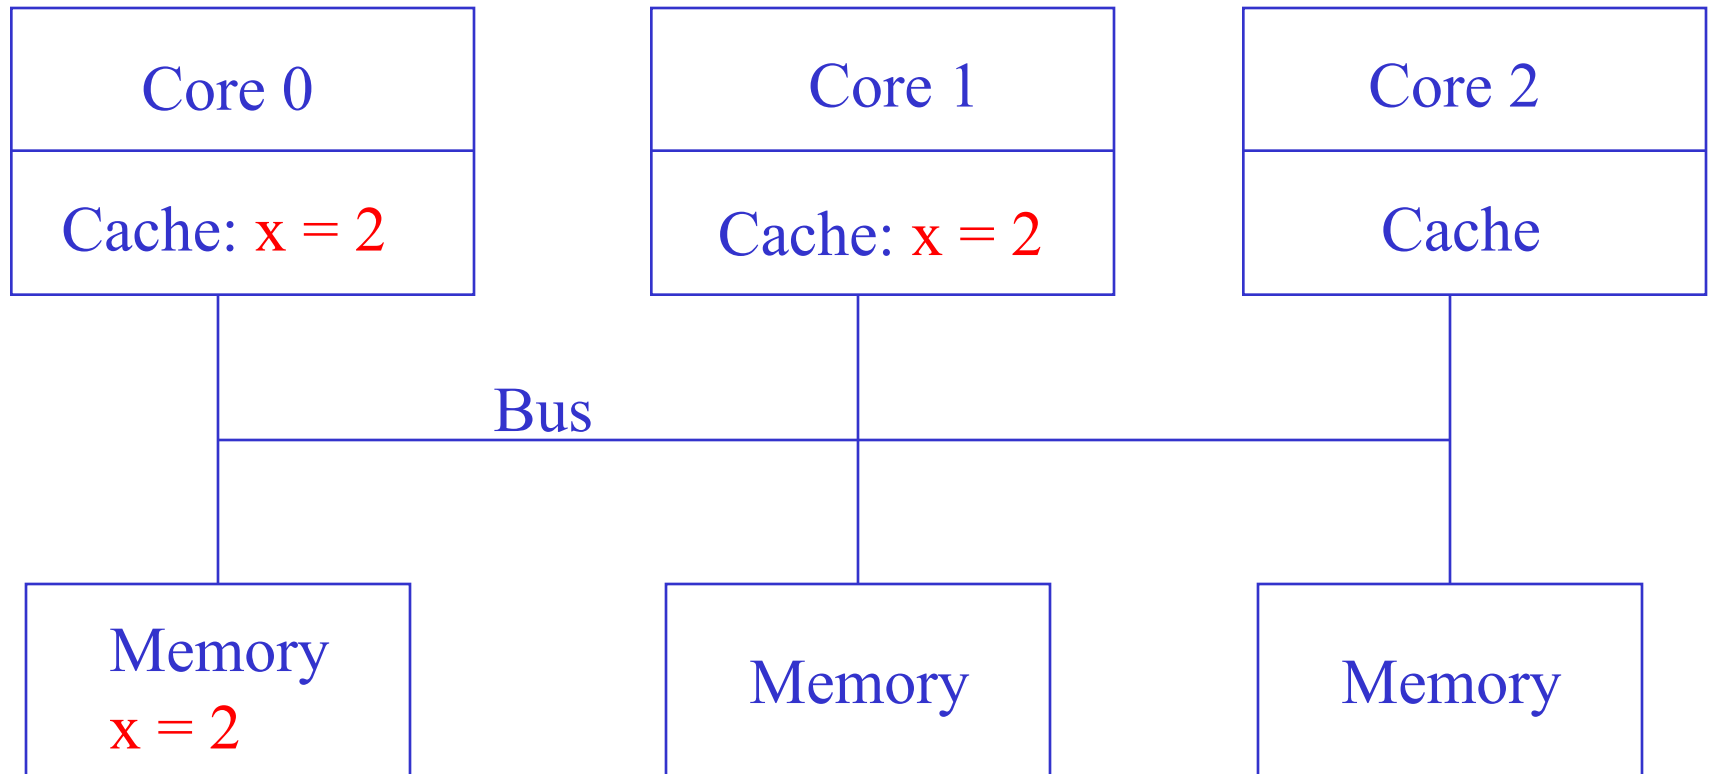 Core 0
Core 1
Core 2
Cache: x = 2
Cache: x = 2
Cache
Bus
Memory
x = 2
Memory
Memory